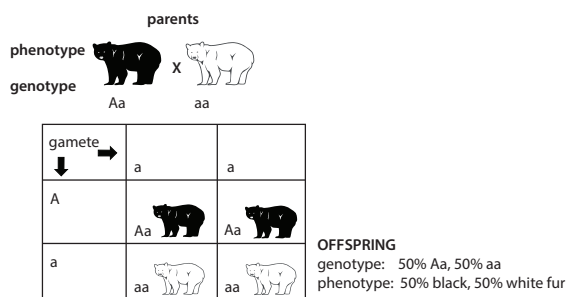 parents
phenotype
X
genotype
Aa aa
gamete
a a
A
Aa Aa
a
aa aa
OFFSPRING
genotype: 50% Aa, 50% aa
phenotype: 50% black, 50% white fur